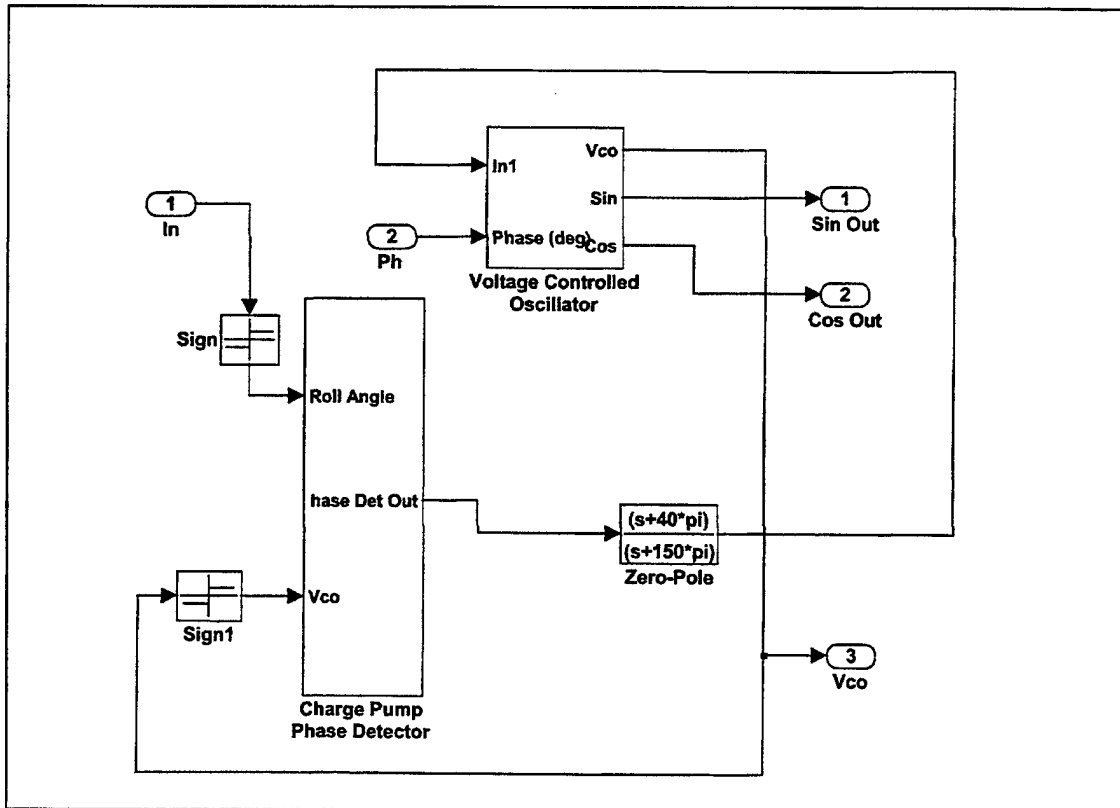 In1
Vco
Sin
Phase (deg)
Cos
Voltage Controlled
Oscillator
1
In
2
Ph
1
Sin Out
2
Cos Out
Sign
Roll Angle
hase Det Out
Vco
Charge Pump
Phase Detector
Sign1
(s+40*pi)
(s+150*pi)
Zero-Pole
3
Vco